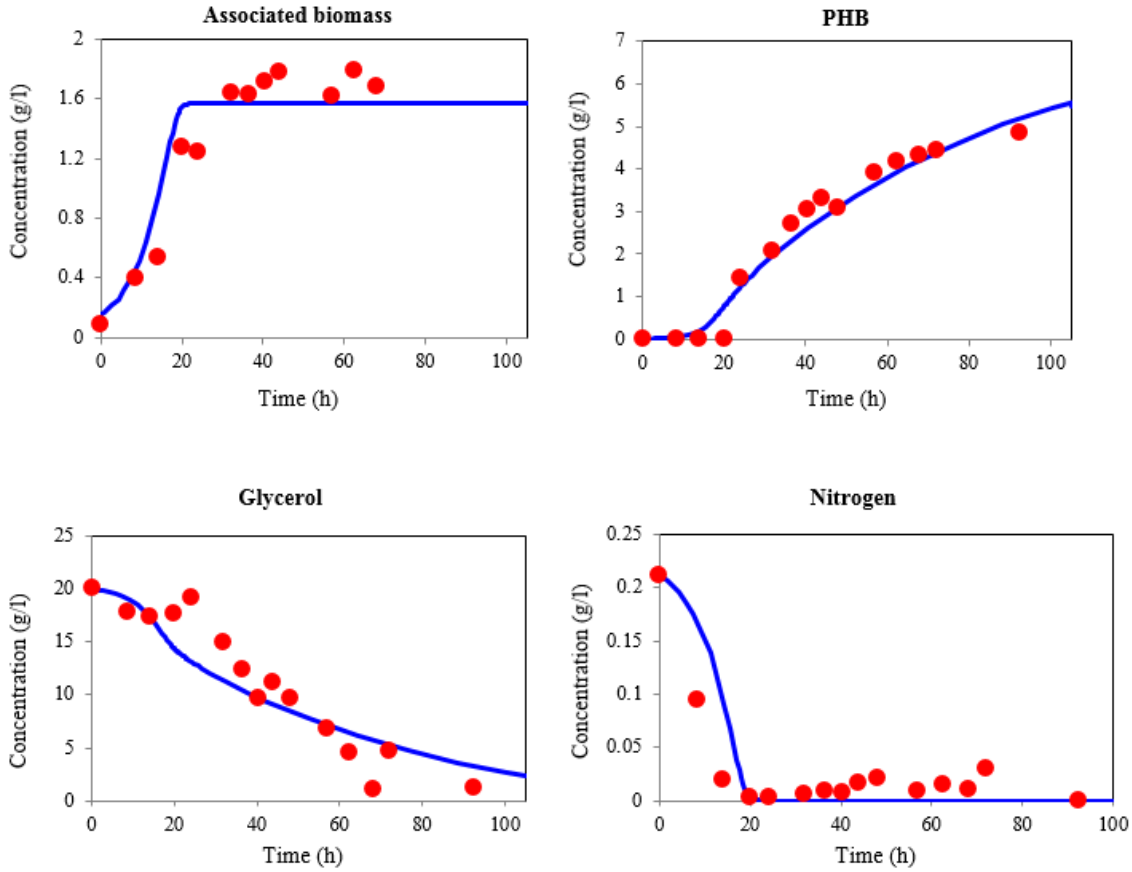 Associated biomass
2
1.6
1.2
0.8
0.4
0
Concentration (g/l)
0 20 40 60 80 100
Time (h)
PHB
7
6
5
4
3
2
1
0
Concentration (g/l)
0 20 40 60 80 100
Time (h)
Glycerol
25
20
15
10
5
0
Concentration (g/l)
0 20 40 60 80 100
Time (h)
Nitrogen
0.25
0.2
0.15
0.1
0.05
0
Concentration (g/l)
0 20 40 60 80 100
Time (h)